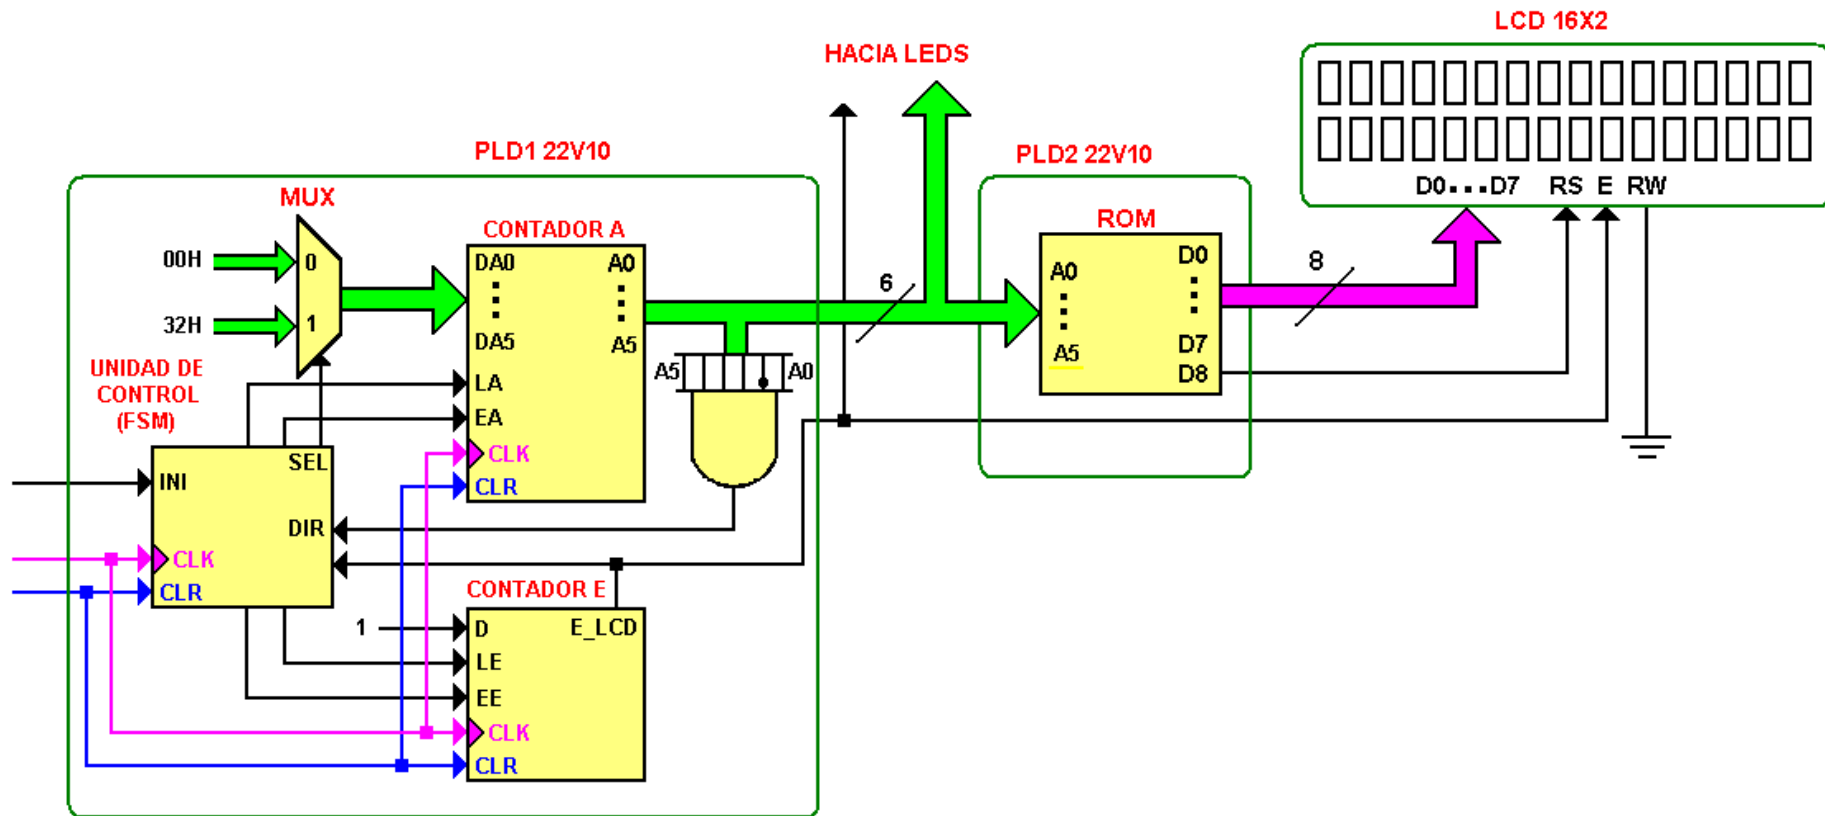 LCD 16X2
HACIA LEDS
D0...D7 RS E RW
PLD1 22V10
PLD2 22V10
MUX
CONTADOR A
ROM
00H
0
32H
1
DA0
DA5
LA
EA
CLK
CLR
A0
A5
6
A0
A5
D0
D7
D8
8
A5
A0
UNIDAD DE
CONTROL
(FSM)
SEL
INI
DIR
CLK
CLR
CONTADOR E
1
D
E_LCD
LE
EE
CLK
CLR